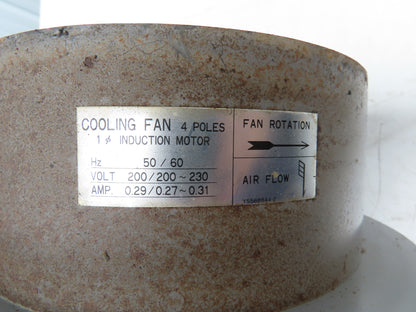 COOLING FAN 4 POLES
1 ϕ INDUCTION MOTOR
Hz 50 / 60
VOLT 200 / 200 ~ 230
AMP. 0.29 / 0.27 ~ 0.31
FAN ROTATION
AIR FLOW